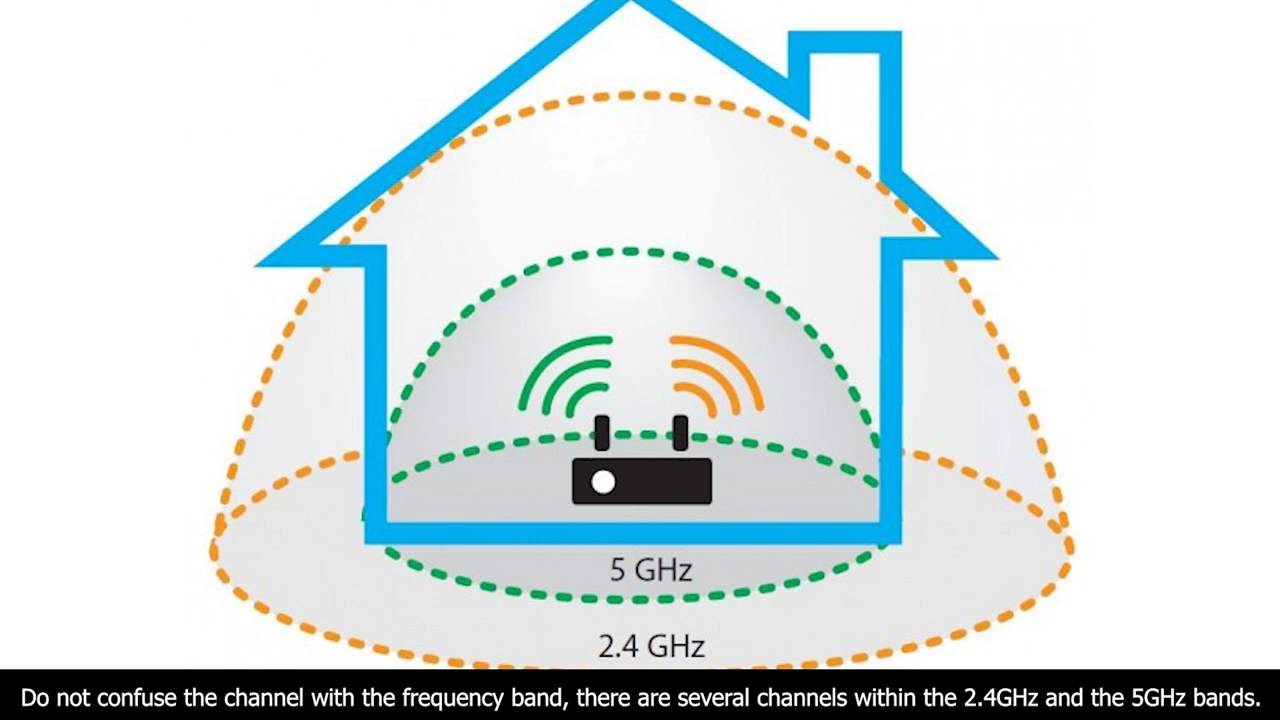 5 GHz
2.4 GHz
Do not confuse the channel with the frequency band, there are several channels within the 2.4GHz and the 5GHz bands.